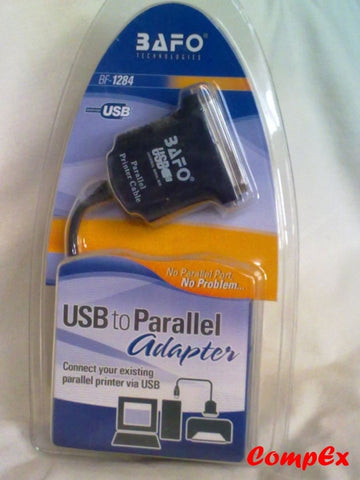 BAFO
TECHNOLOGIES
BF-1284
USB
BAFO
USB
Parallel
Printer Cable
No Parallel Port
No Problem...
USB to Parallel
Adapter
Connect your existing
parallel printer via USB
CompEx